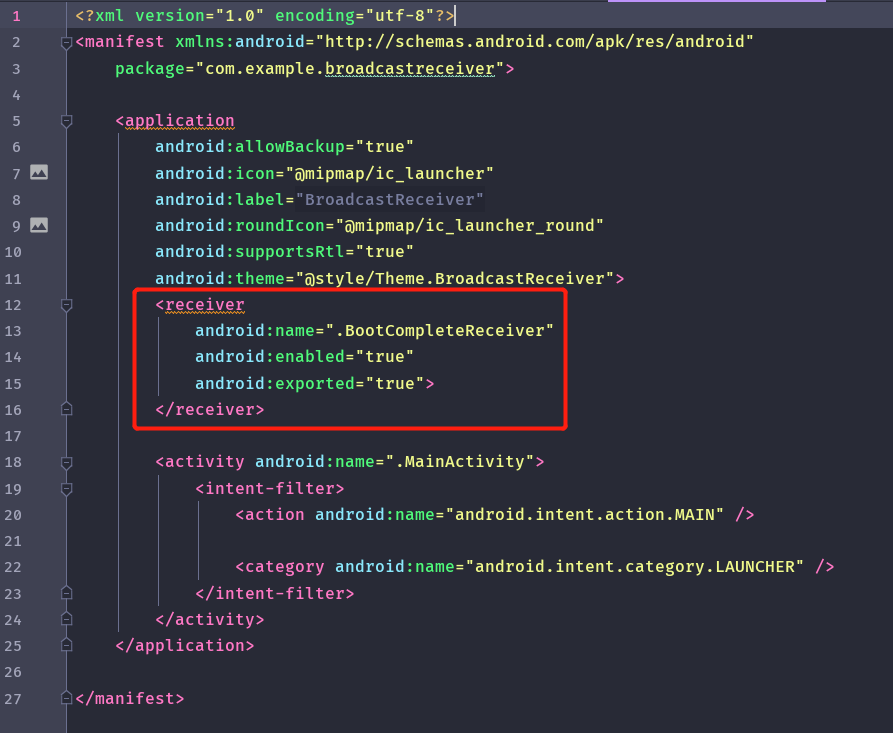 1 <?xml version="1.0" encoding="utf-8"?>
2 <manifest xmlns:android="http://schemas.android.com/apk/res/android"
3     package="com.example.broadcastreceiver">
4
5     <application
6         android:allowBackup="true"
7         android:icon="@mipmap/ic_launcher"
8         android:label="BroadcastReceiver"
9         android:roundIcon="@mipmap/ic_launcher_round"
10         android:supportsRtl="true"
11         android:theme="@style/Theme.BroadcastReceiver">
12         <receiver
13             android:name=".BootCompleteReceiver"
14             android:enabled="true"
15             android:exported="true">
16         </receiver>
17
18         <activity android:name=".MainActivity">
19             <intent-filter>
20                 <action android:name="android.intent.action.MAIN" />
21
22                 <category android:name="android.intent.category.LAUNCHER" />
23             </intent-filter>
24         </activity>
25     </application>
26
27 </manifest>